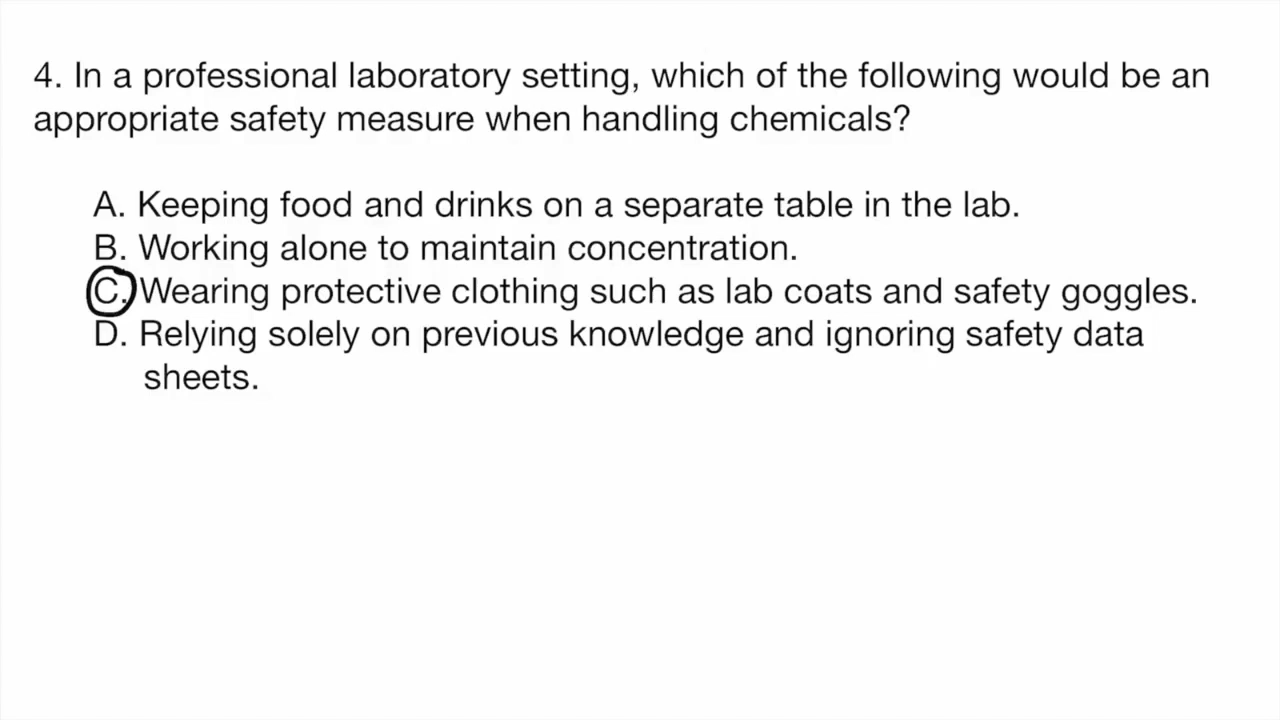 4. In a professional laboratory setting, which of the following would be an
appropriate safety measure when handling chemicals?
A. Keeping food and drinks on a separate table in the lab.
B. Working alone to maintain concentration.
C. Wearing protective clothing such as lab coats and safety goggles.
D. Relying solely on previous knowledge and ignoring safety data
sheets.